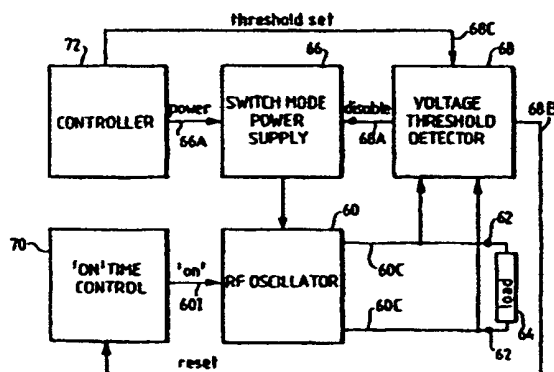 threshold set
68C
72
66
68
CONTROLLER
power
66A
SWITCH MODE
POWER
SUPPLY
disable
68A
VOLTAGE
THRESHOLD
DETECTOR
68B
70
'ON' TIME
CONTROL
'on'
60I
60
RF OSCILLATOR
60C
60C
62
load
64
62
reset